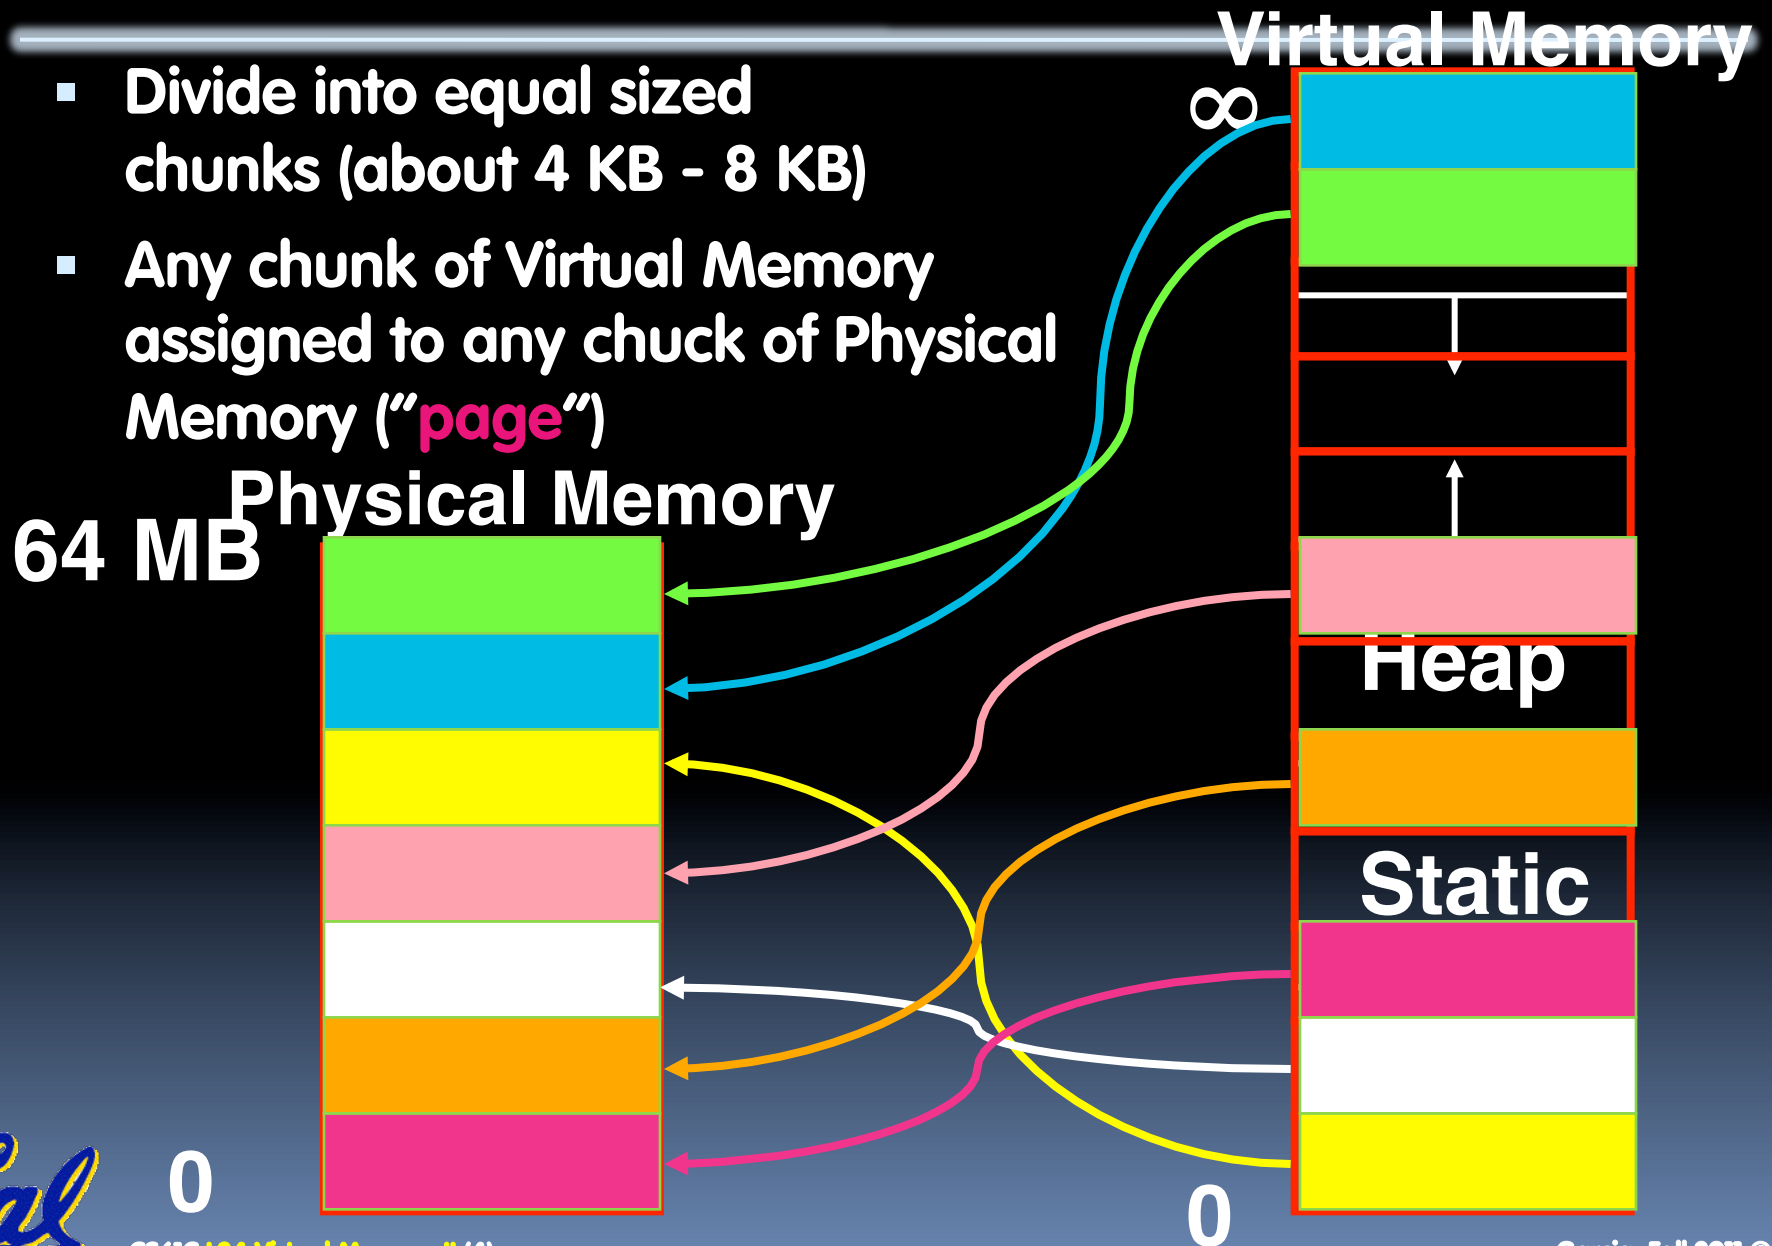 Virtual Memory
Divide into equal sized
chunks (about 4 KB - 8 KB)
Any chunk of Virtual Memory
assigned to any chuck of Physical
Memory ("page")
∞
Physical Memory
64 MB
Heap
Static
0
0
Cal